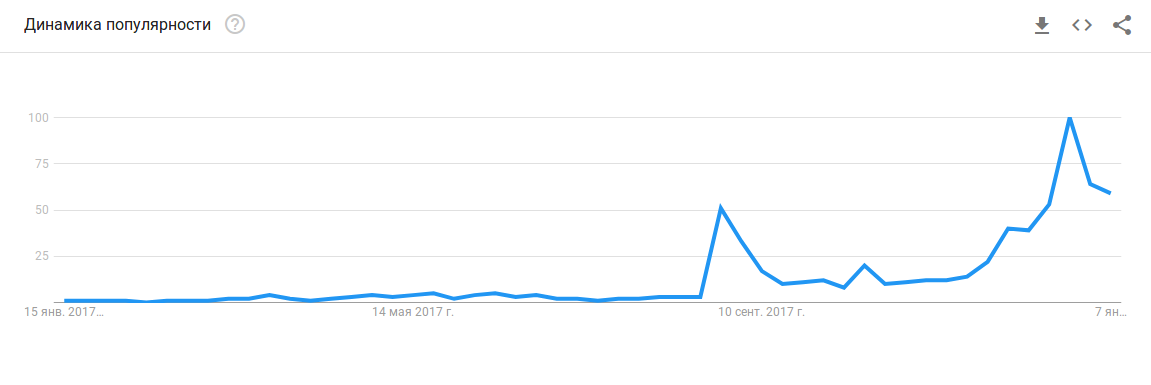 Динамика популярности
100
75
50
25
15 янв. 2017…
14 мая 2017 г.
10 сент. 2017 г.
7 ян…